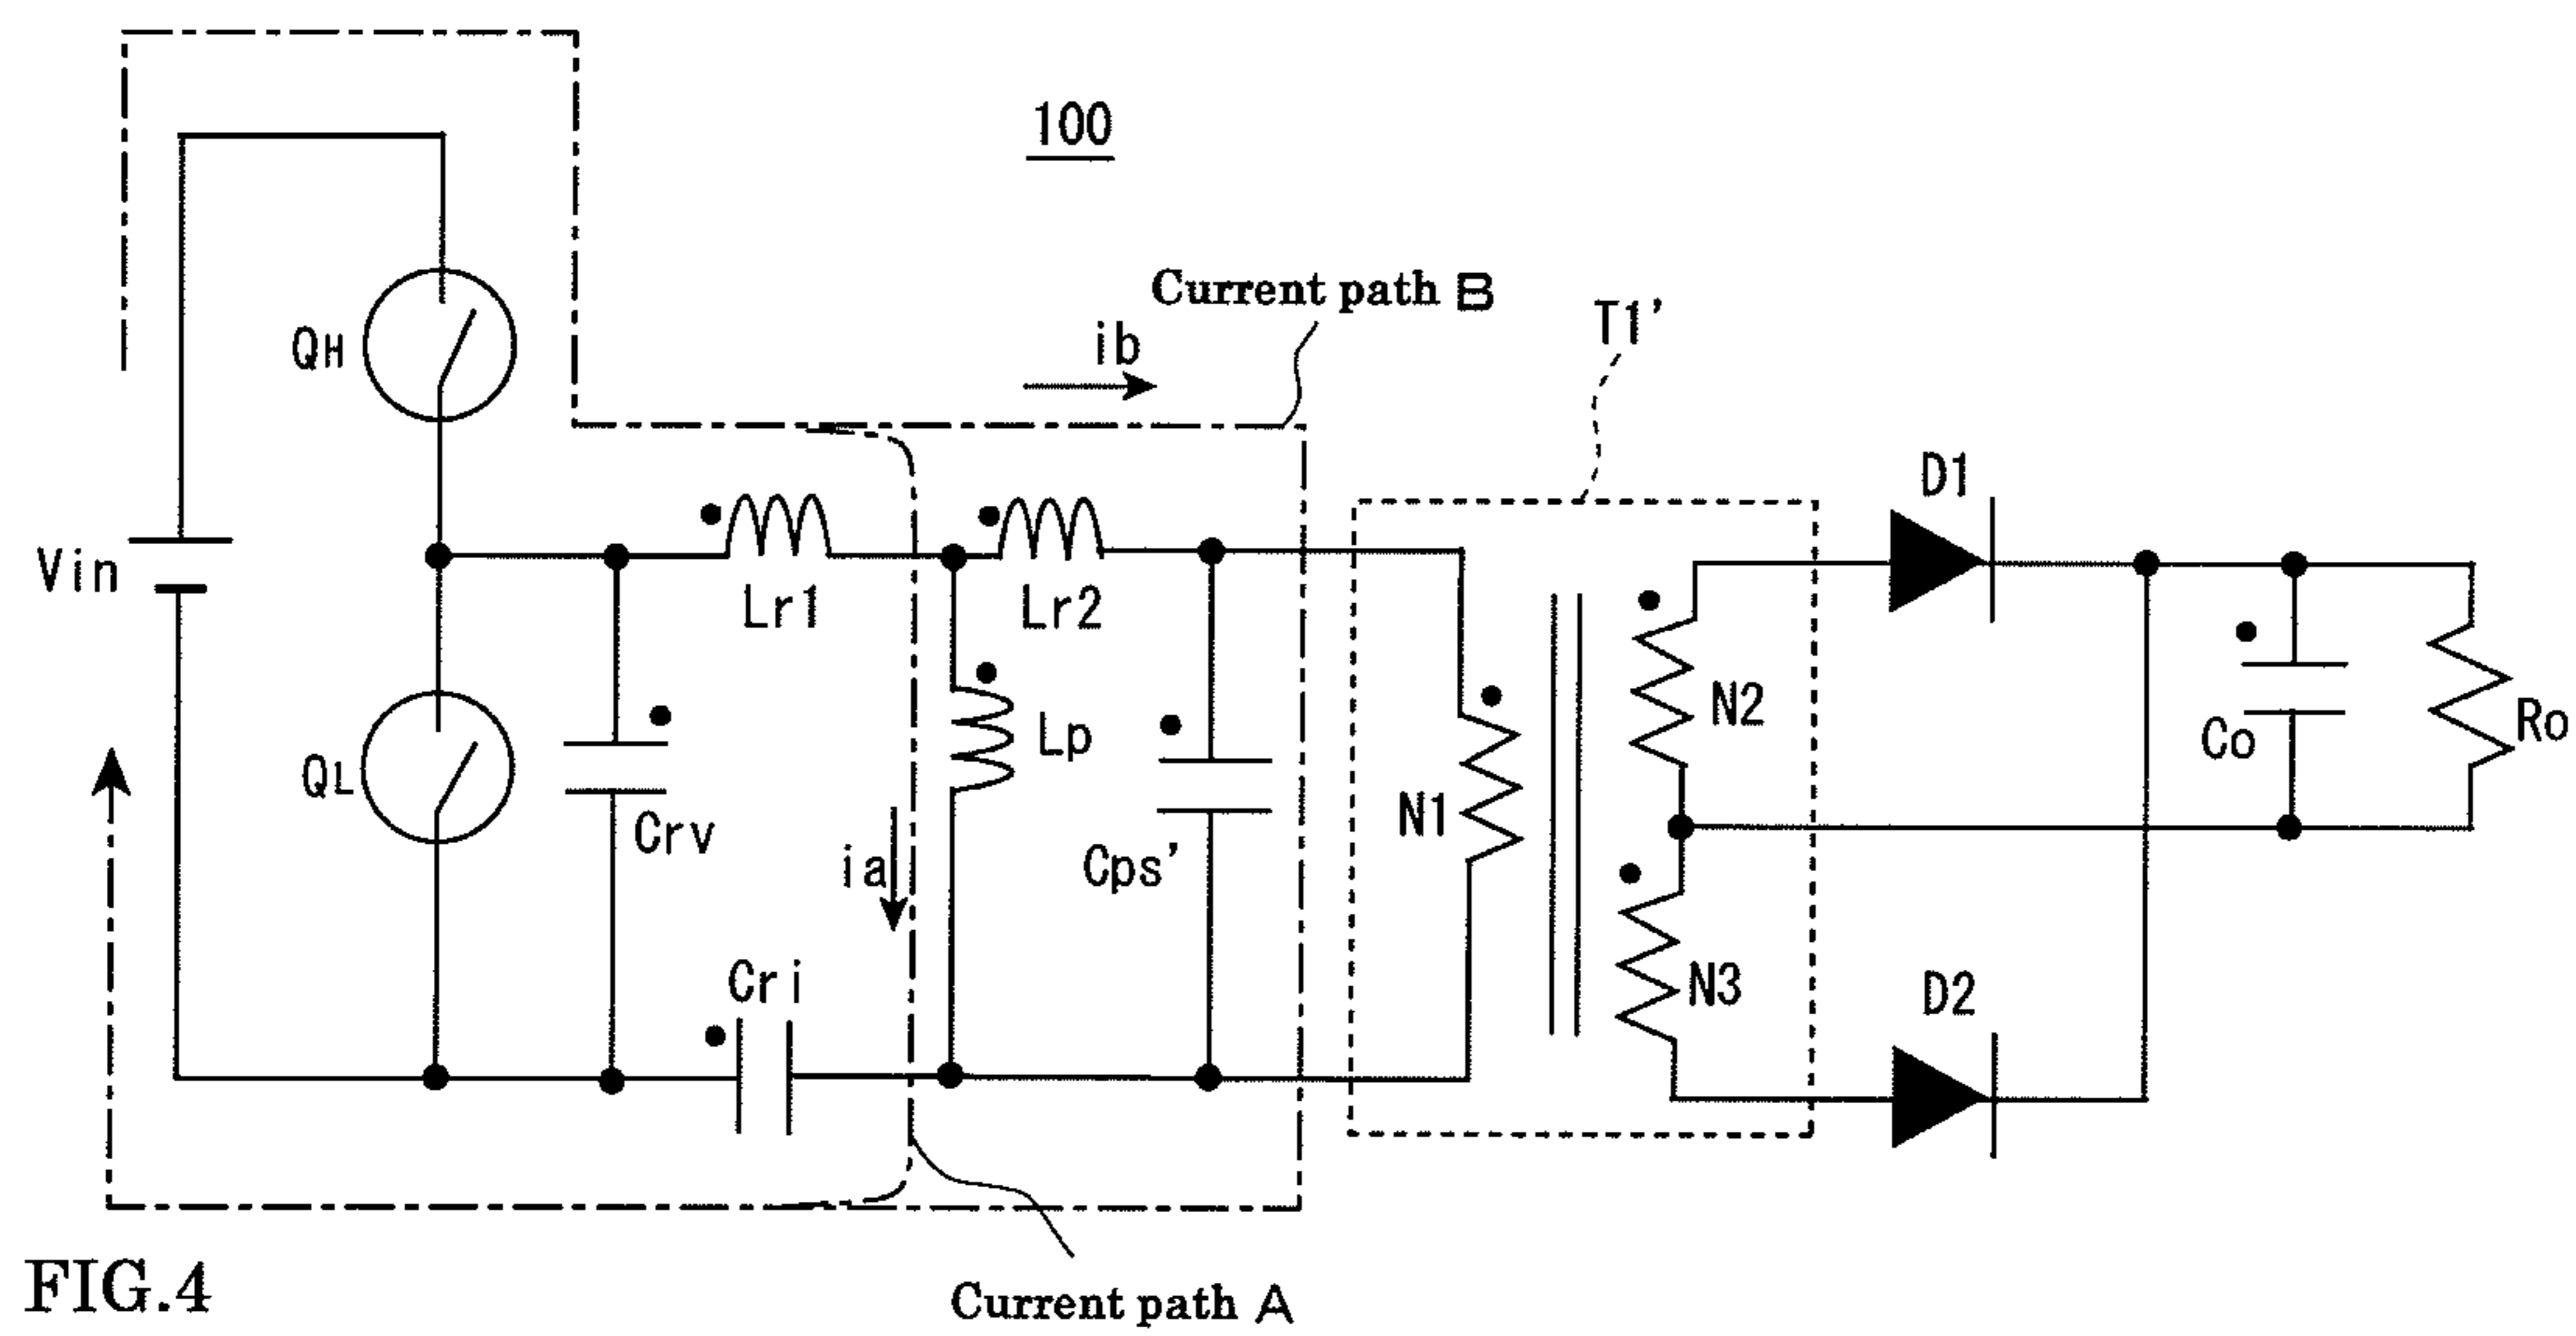 100
Current path B
T1’
ib
QH
D1
Vin
Lr1
Lr2
N2
Lp
Ro
Co
QL
Crv
N1
ia
Cps’
Cri
N3
D2
FIG.4
Current path A